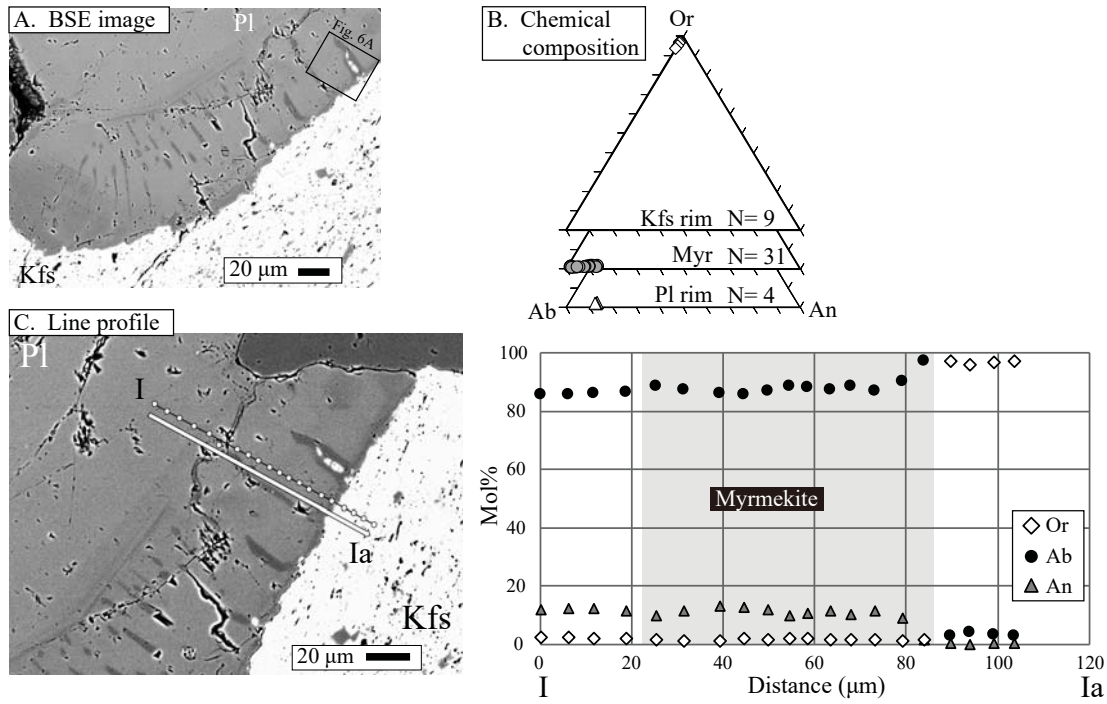 A. BSE image
Pl
Fig. 6A
Kfs
20 μm
B. Chemical
composition
Or
Kfs rim N= 9
Myr N= 31
Pl rim N= 4
Ab
An
C. Line profile
Pl
I
Ia
Kfs
20 μm
100
80
60
40
20
0
Mol%
Myrmekite
Or
Ab
An
0 20 40 60 80 100 120
I Distance (μm) Ia